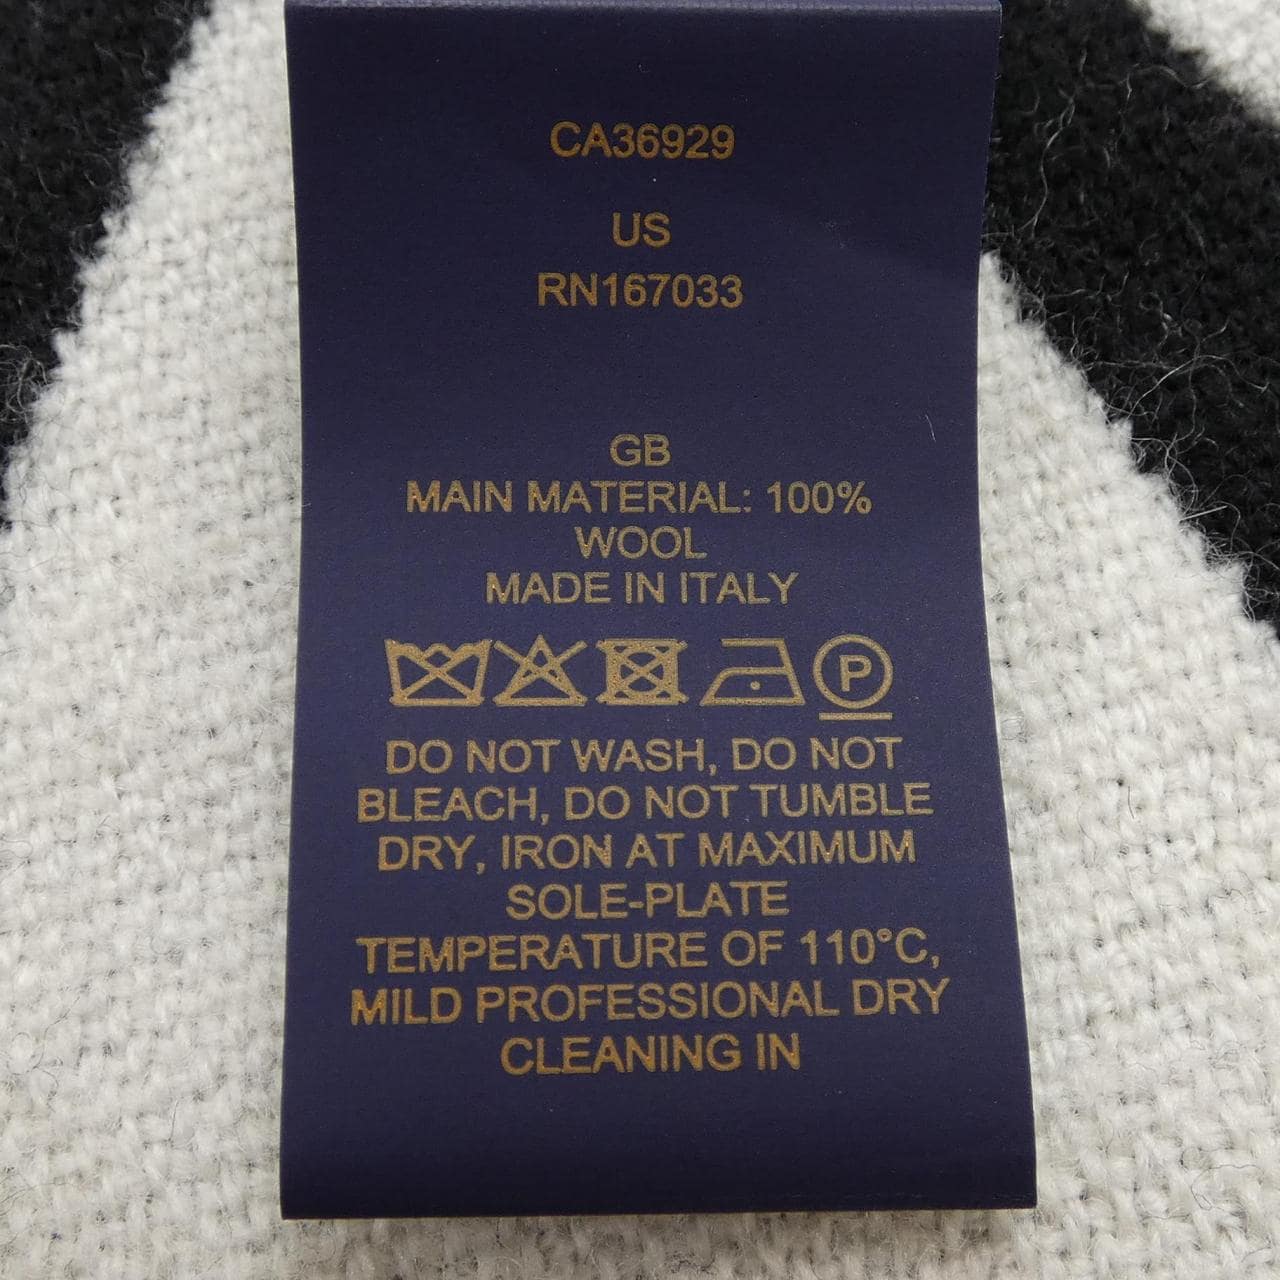 CA36929
US
RN167033
GB
MAIN MATERIAL: 100%
WOOL
MADE IN ITALY
P
DO NOT WASH, DO NOT
BLEACH, DO NOT TUMBLE
DRY, IRON AT MAXIMUM
SOLE-PLATE
TEMPERATURE OF 110°C,
MILD PROFESSIONAL DRY
CLEANING IN